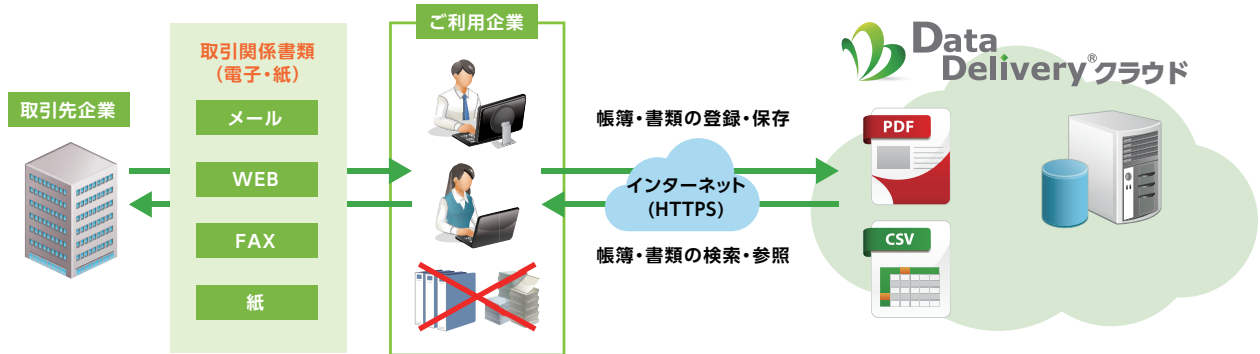 取引先企業
取引関係書類
(電子・紙)
メール
WEB
FAX
紙
ご利用企業
帳簿・書類の登録・保存
インターネット
(HTTPS)
帳簿・書類の検索・参照
Data
Delivery®クラウド
PDF
CSV